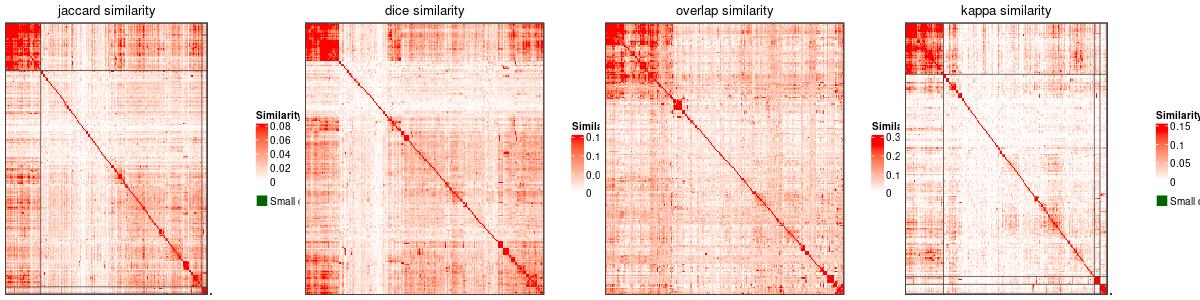 jaccard similarity
dice similarity
overlap similarity
kappa similarity
Similarity
0.08
0.06
0.04
0.02
0
Small
Simila
0.1
0.1
0.0
0
Simila
0.3
0.2
0.1
0
Similarity
0.15
0.1
0.05
0
Small